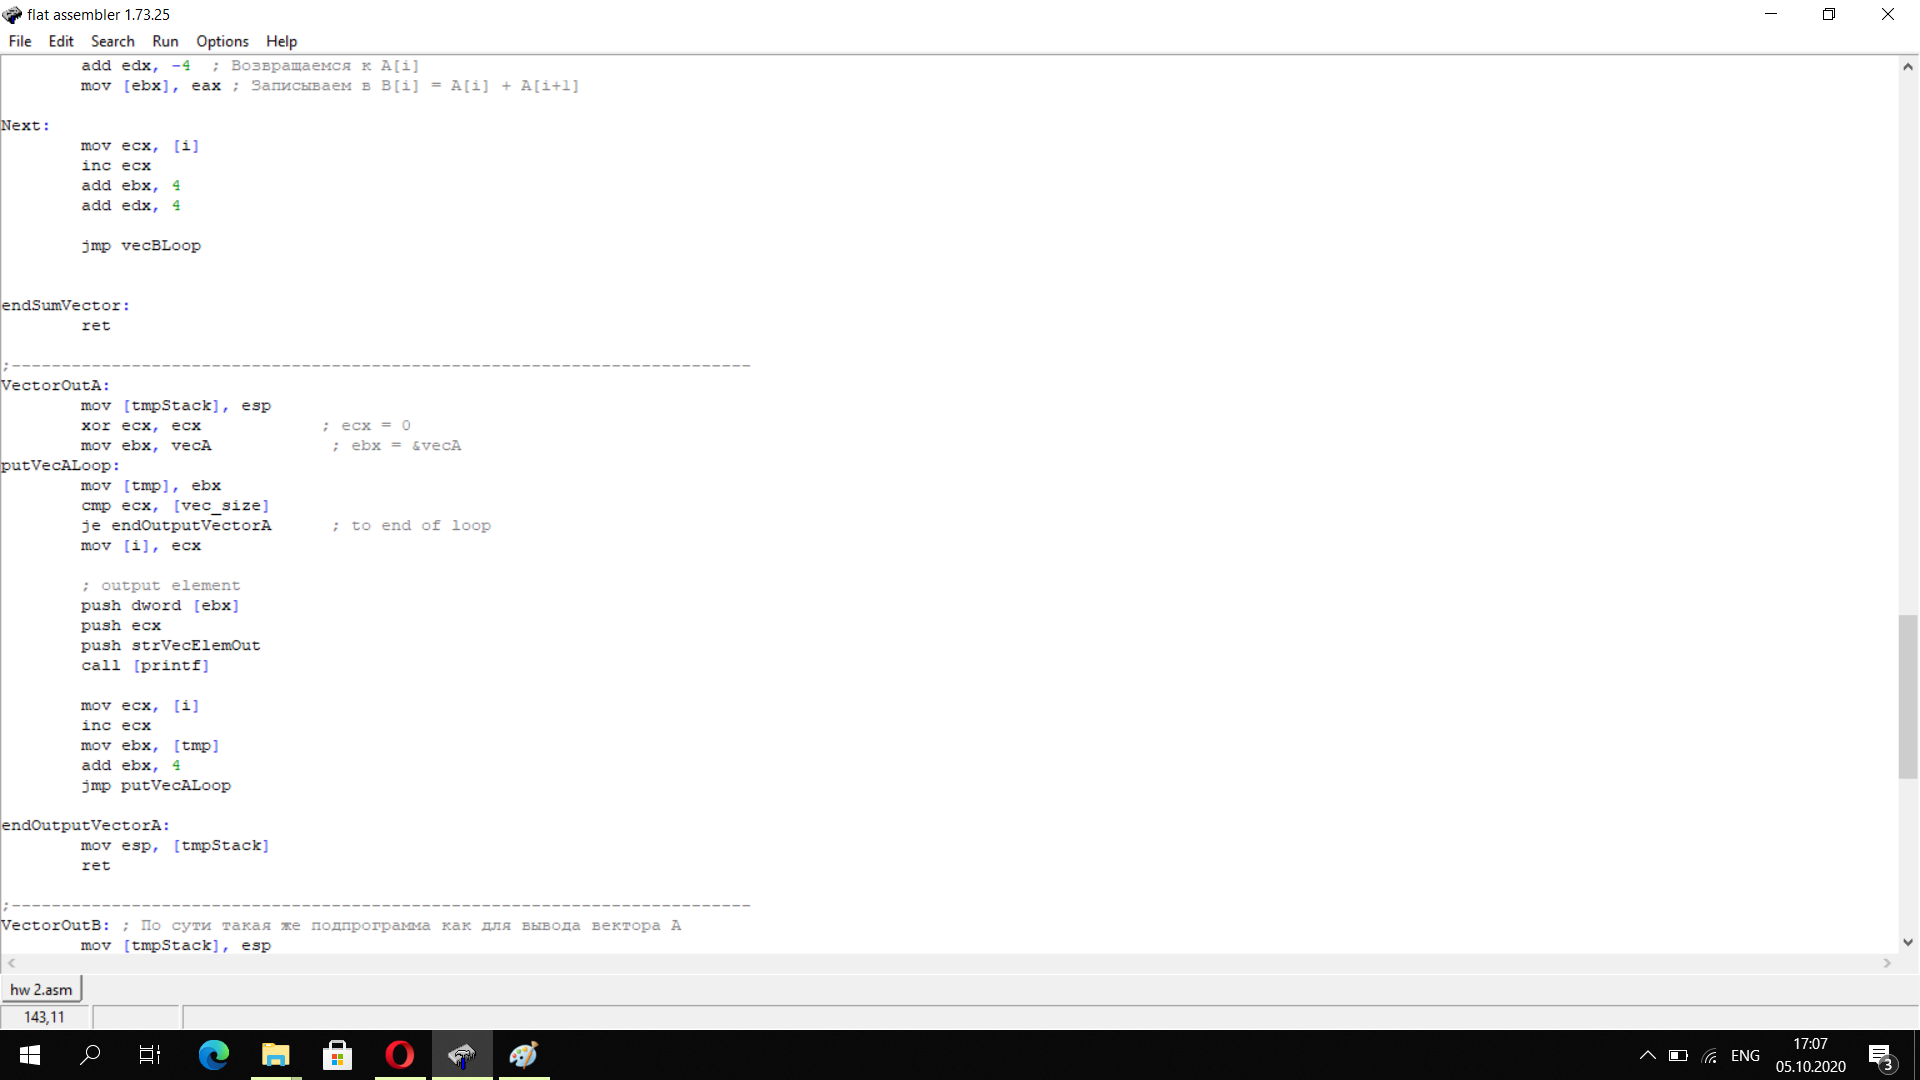 flat assembler 1.73.25
File Edit Search Run Options Help
add edx, -4 ; Возвращаемся к A[i]
mov [ebx], eax ; Записываем в B[i] = A[i] + A[i+1]
Next:
mov ecx, [i]
inc ecx
add ebx, 4
add edx, 4
jmp vecBLoop
endSumVector:
ret
;--------------------------------------------------------------------------
VectorOutA:
mov [tmpStack], esp
xor ecx, ecx ; ecx = 0
mov ebx, vecA ; ebx = &vecA
putVecALoop:
mov [tmp], ebx
cmp ecx, [vec_size]
je endOutputVectorA ; to end of loop
mov [i], ecx
; output element
push dword [ebx]
push ecx
push strVecElemOut
call [printf]
mov ecx, [i]
inc ecx
mov ebx, [tmp]
add ebx, 4
jmp putVecALoop
endOutputVectorA:
mov esp, [tmpStack]
ret
;--------------------------------------------------------------------------
VectorOutB: ; По сути такая же подпрограмма как для вывода вектора А
mov [tmpStack], esp
hw 2.asm
143,11
ENG
17:07
05.10.2020
3